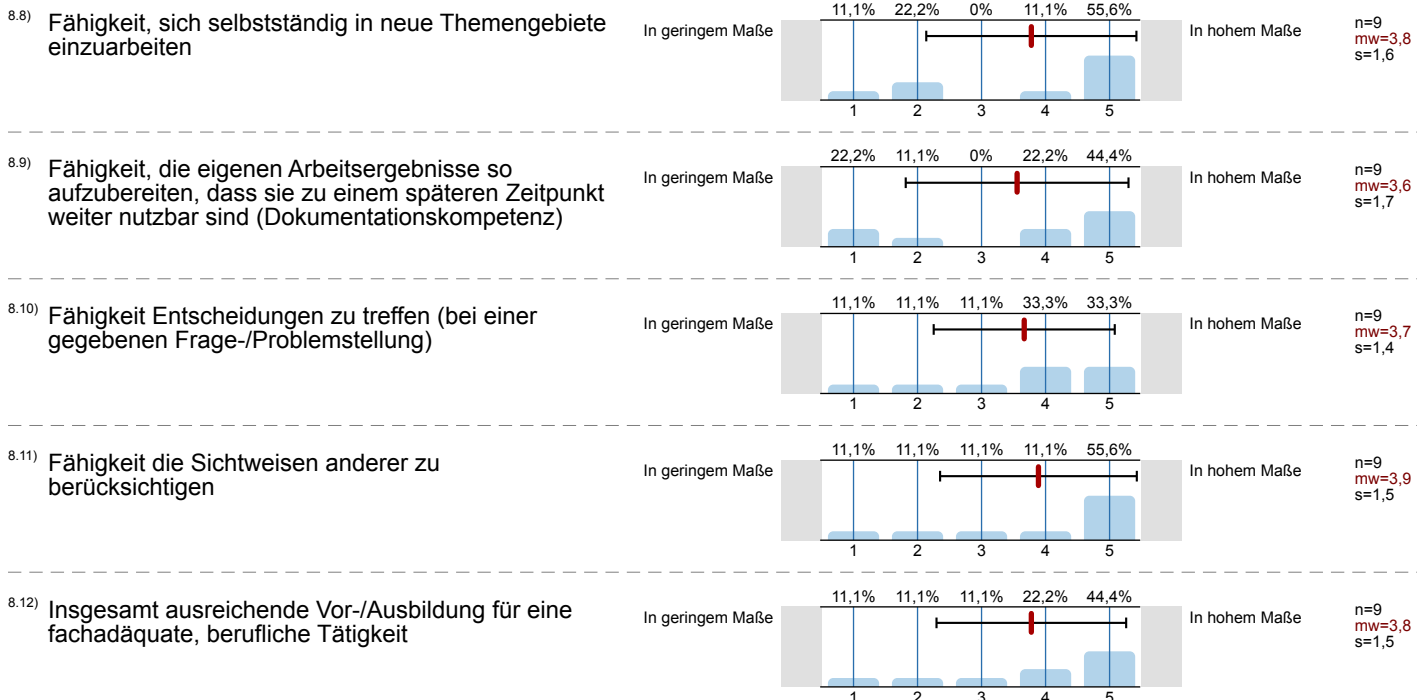 8.8) Fähigkeit, sich selbstständig in neue Themengebiete
einzuarbeiten
In geringem Maße
11,1% 22,2% 0% 11,1% 55,6%
1 2 3 4 5
In hohem Maße
n=9
mw=3,8
s=1,6
8.9) Fähigkeit, die eigenen Arbeitsergebnisse so
aufzubereiten, dass sie zu einem späteren Zeitpunkt
weiter nutzbar sind (Dokumentationskompetenz)
In geringem Maße
22,2% 11,1% 0% 22,2% 44,4%
1 2 3 4 5
In hohem Maße
n=9
mw=3,6
s=1,7
8.10) Fähigkeit Entscheidungen zu treffen (bei einer
gegebenen Frage-/Problemstellung)
In geringem Maße
11,1% 11,1% 11,1% 33,3% 33,3%
1 2 3 4 5
In hohem Maße
n=9
mw=3,7
s=1,4
8.11) Fähigkeit die Sichtweisen anderer zu
berücksichtigen
In geringem Maße
11,1% 11,1% 11,1% 11,1% 55,6%
1 2 3 4 5
In hohem Maße
n=9
mw=3,9
s=1,5
8.12) Insgesamt ausreichende Vor-/Ausbildung für eine
fachadäquate, berufliche Tätigkeit
In geringem Maße
11,1% 11,1% 11,1% 22,2% 44,4%
1 2 3 4 5
In hohem Maße
n=9
mw=3,8
s=1,5